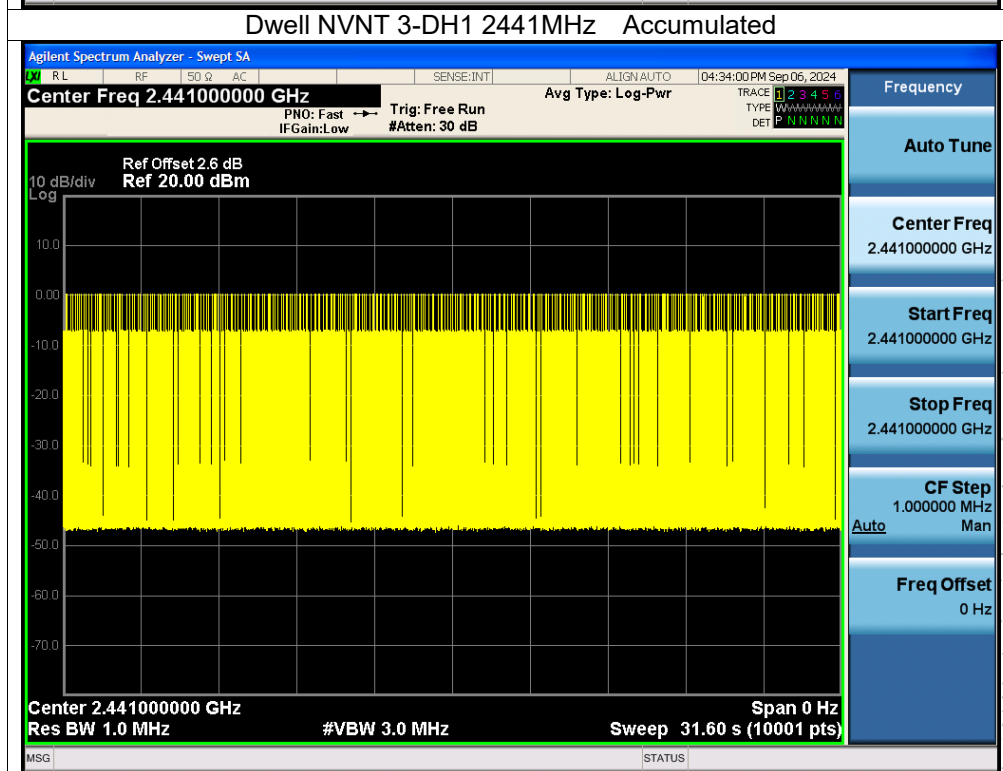 Dwell NVNT 3-DH1 2441MHz Accumulated
Agilent Spectrum Analyzer - Swept SA
LXI RL RF 50 Ω AC SENSE:INT ALIGN AUTO 04:34:00 PM Sep 06, 2024
Center Freq 2.441000000 GHz
PNO: Fast
IFGain:Low
Trig: Free Run
#Atten: 30 dB
Avg Type: Log-Pwr
TRACE 1 2 3 4 5 6
TYPE WWWWWW
DET P N N N N N
Ref Offset 2.6 dB
10 dB/div Ref 20.00 dBm
Log
10.0
0.00
-10.0
-20.0
-30.0
-40.0
-50.0
-60.0
-70.0
Center 2.441000000 GHz Span 0 Hz
Res BW 1.0 MHz #VBW 3.0 MHz Sweep 31.60 s (10001 pts)
MSG STATUS
Frequency
Auto Tune
Center Freq
2.441000000 GHz
Start Freq
2.441000000 GHz
Stop Freq
2.441000000 GHz
CF Step
1.000000 MHz
Auto Man
Freq Offset
0 Hz